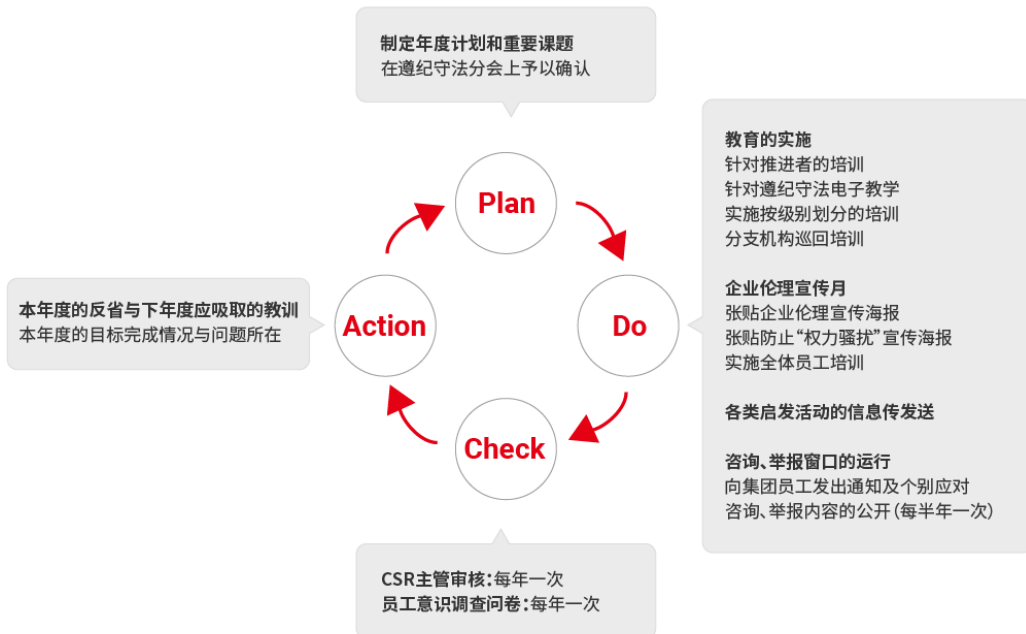 制定年度计划和重要课题
在遵纪守法分会上予以确认
Plan
教育的实施
针对推进者的培训
针对遵纪守法电子教学
实施按级别划分的培训
分支机构巡回培训
企业伦理宣传月
张贴企业伦理宣传海报
张贴防止“权力骚扰”宣传海报
实施全体员工培训
各类启发活动的信息传发送
咨询、举报窗口的运行
向集团员工发出通知及个别应对
咨询、举报内容的公开（每半年一次）
Do
本年度的反省与下年度应吸取的教训
本年度的目标完成情况与问题所在
Action
Check
CSR主管审核：每年一次
员工意识调查问卷：每年一次